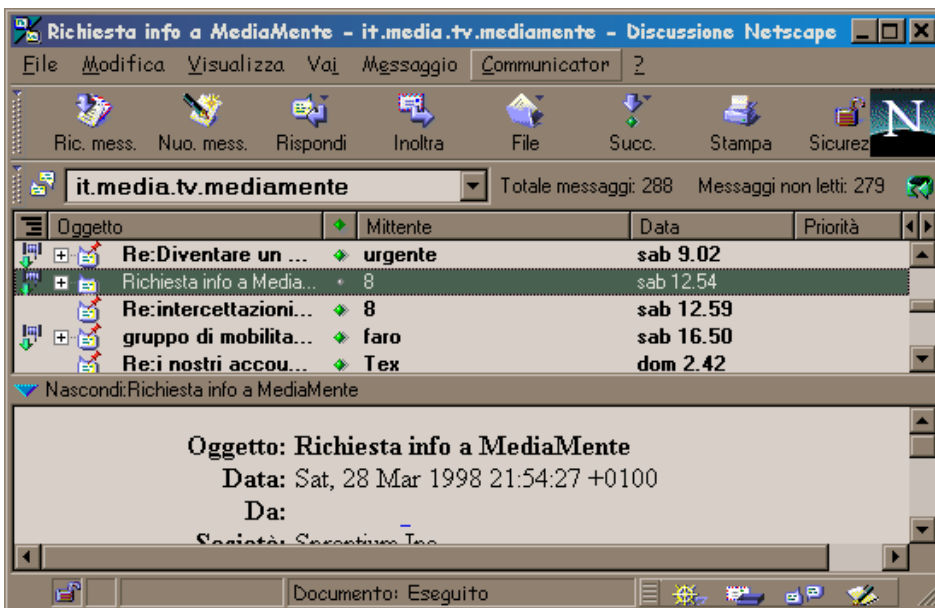 Richiesta info a MediaMente - it.media.tv.mediamente - Discussione Netscape
File Modifica Visualizza Vai Messaggio Communicator ?
Ric. mess. Nuo. mess. Rispondi Inoltra File Succ. Stampa Sicurez N
it.media.tv.mediamente Totale messaggi: 288 Messaggi non letti: 279
Oggetto Mittente Data Priorità
Re:Diventare un ... urgente sab 9.02
Richiesta info a Media... 8 sab 12.54
Re:intercettazioni... 8 sab 12.59
gruppo di mobilita... faro sab 16.50
Re:i nostri accou... Tex dom 2.42
Nascondi:Richiesta info a MediaMente
Oggetto: Richiesta info a MediaMente
Data: Sat, 28 Mar 1998 21:54:27 +0100
Da:
Società:
Documento: Eseguito